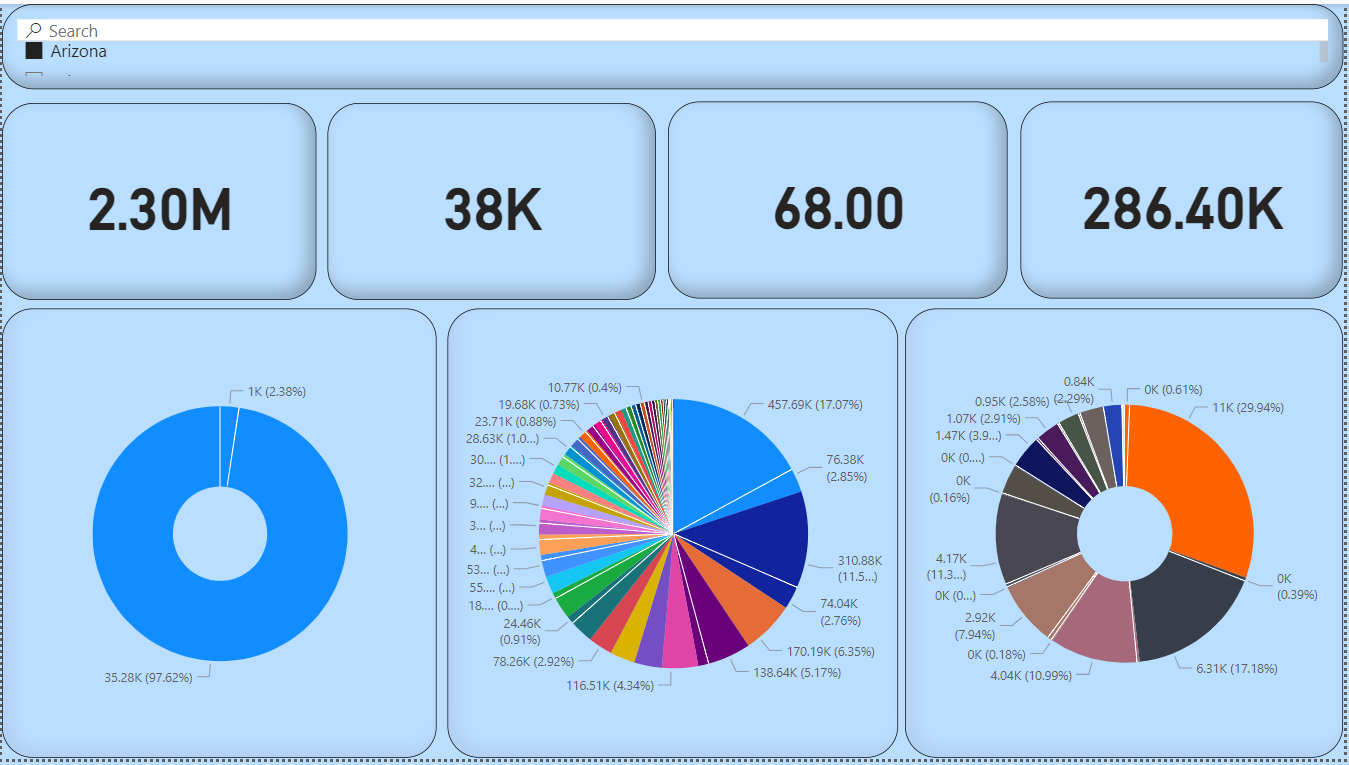 Search
Arizona
2.30M
38K
68.00
286.40K
1K (2.38%)
35.28K (97.62%)
10.77K (0.4%)
19.68K (0.73%)
23.71K (0.88%)
28.63K (1.0...)
30.... (1....)
32.... (...)
9.... (...)
3... (...)
4... (...)
53... (...)
55.... (...)
18.... (0....)
24.46K
(0.91%)
78.26K (2.92%)
116.51K (4.34%)
457.69K (17.07%)
76.38K
(2.85%)
310.88K
(11.5...)
74.04K
(2.76%)
170.19K (6.35%)
138.64K (5.17%)
0.84K
(2.29%)
0.95K (2.58%)
1.07K (2.91%)
1.47K (3.9...)
0K (0....)
0K
(0.16%)
4.17K
(11.3...)
0K (0...)
2.92K
(7.94%)
0K (0.18%)
4.04K (10.99%)
0K (0.61%)
11K (29.94%)
0K
(0.39%)
6.31K (17.18%)